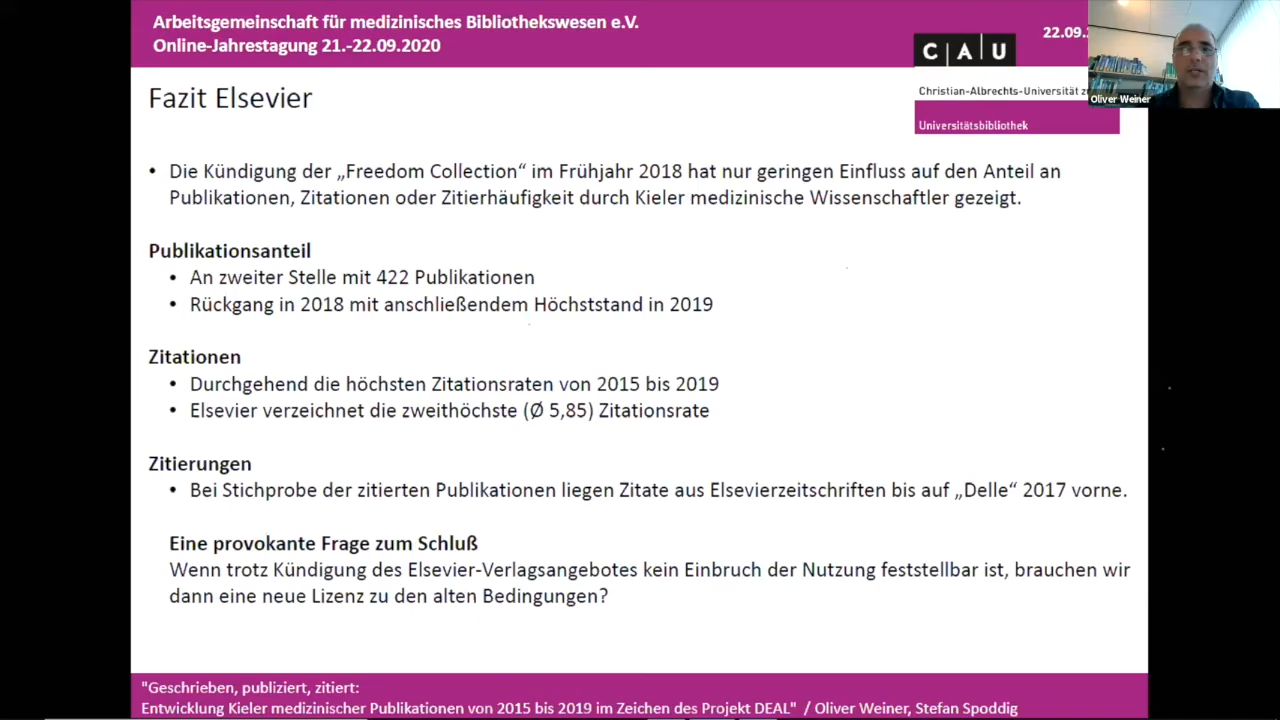 Arbeitsgemeinschaft für medizinisches Bibliothekswesen e.V.
Online-Jahrestagung 21.-22.09.2020
22.09.
CAU
Christian-Albrechts-Universität
Universitätsbibliothek
Oliver Weiner
Fazit Elsevier
• Die Kündigung der „Freedom Collection“ im Frühjahr 2018 hat nur geringen Einfluss auf den Anteil an
Publikationen, Zitationen oder Zitierhäufigkeit durch Kieler medizinische Wissenschaftler gezeigt.
Publikationsanteil
• An zweiter Stelle mit 422 Publikationen
• Rückgang in 2018 mit anschließendem Höchststand in 2019
Zitationen
• Durchgehend die höchsten Zitationsraten von 2015 bis 2019
• Elsevier verzeichnet die zweithöchste (Ø 5,85) Zitationsrate
Zitierungen
• Bei Stichprobe der zitierten Publikationen liegen Zitate aus Elsevierzeitschriften bis auf „Delle“ 2017 vorne.
Eine provokante Frage zum Schluß
Wenn trotz Kündigung des Elsevier-Verlagsangebotes kein Einbruch der Nutzung feststellbar ist, brauchen wir
dann eine neue Lizenz zu den alten Bedingungen?
"Geschrieben, publiziert, zitiert:
Entwicklung Kieler medizinischer Publikationen von 2015 bis 2019 im Zeichen des Projekt DEAL" / Oliver Weiner, Stefan Spoddig